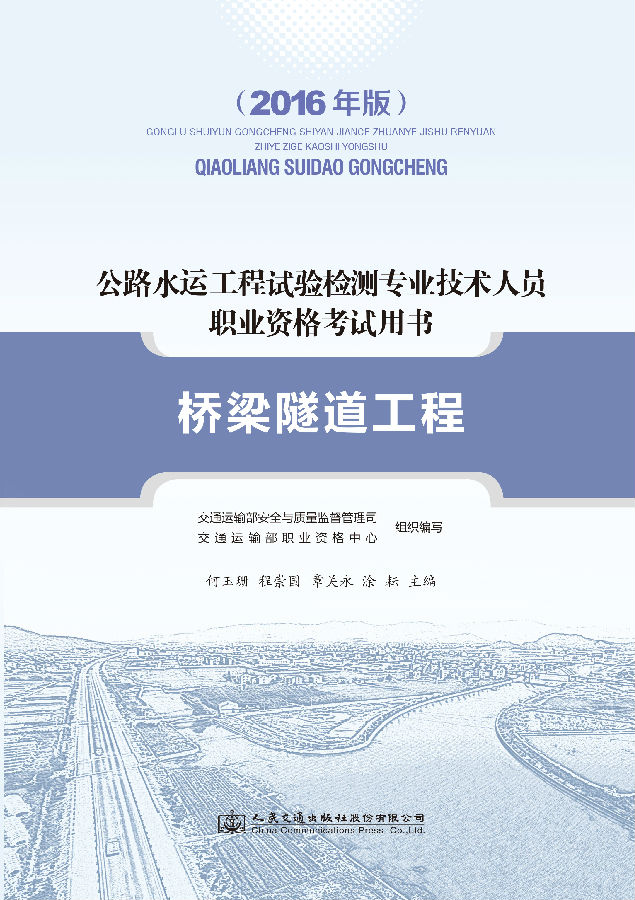 （2016 年版）
GONGLU SHUIYUN GONGCHENG SHIYAN JIANCE ZHUANYE JISHU RENYUAN
ZHIYE ZIGE KAOSHI YONGSHU
QIAOLIANG SUIDAO GONGCHENG
公路水运工程试验检测专业技术人员
职业资格考试用书
桥梁隧道工程
交通运输部安全与质量监督管理司
交通运输部职业资格中心
组织编写
何玉珊 程崇国 章关永 涂 耘 主编
人民交通出版社股份有限公司
China Communications Press Co.,Ltd.